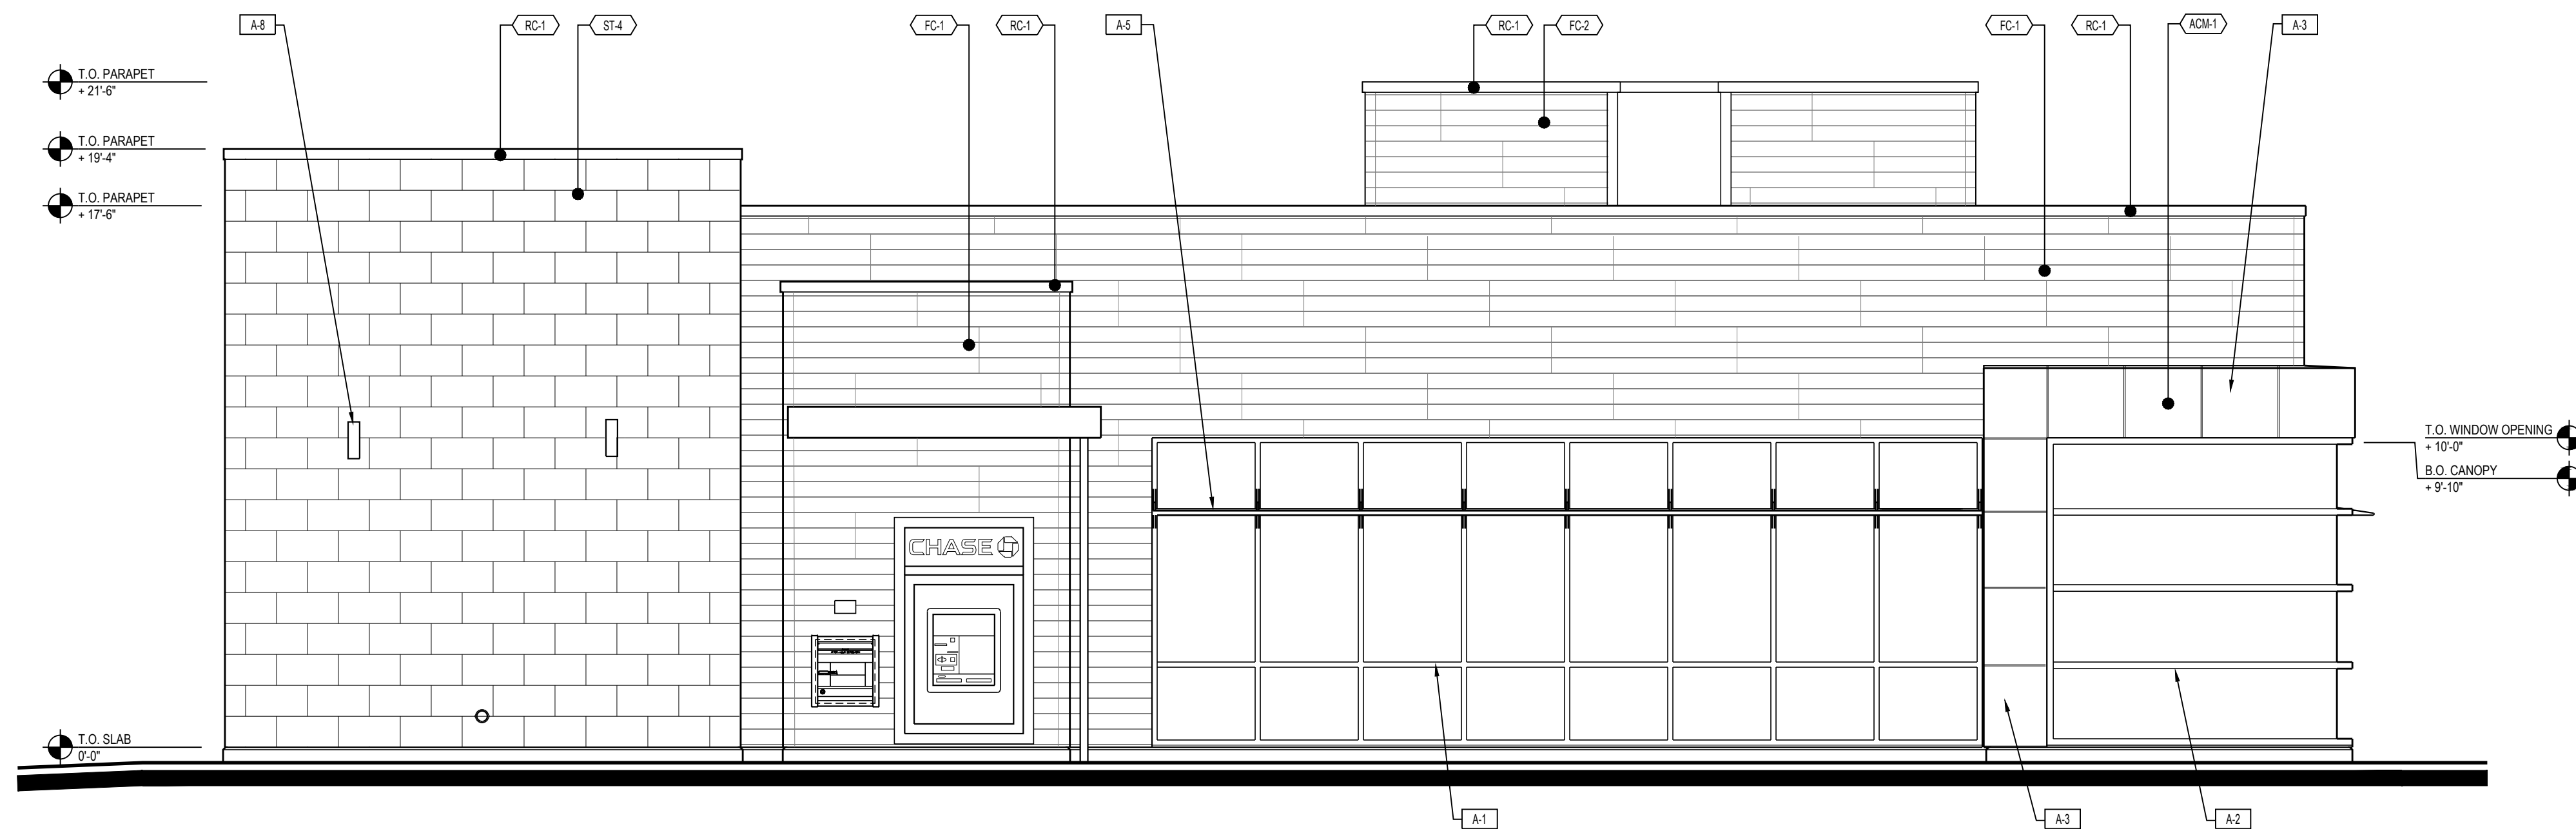 A-8
RC-1
ST-4
FC-1
RC-1
A-5
RC-1
FC-2
FC-1
RC-1
ACM-1
A-3
T.O. PARAPET
+ 21'-6"
T.O. PARAPET
+ 19'-4"
T.O. PARAPET
+ 17'-6"
T.O. WINDOW OPENING
+ 10'-0"
B.O. CANOPY
+ 9'-10"
CHASE
T.O. SLAB
0'-0"
A-1
A-3
A-2